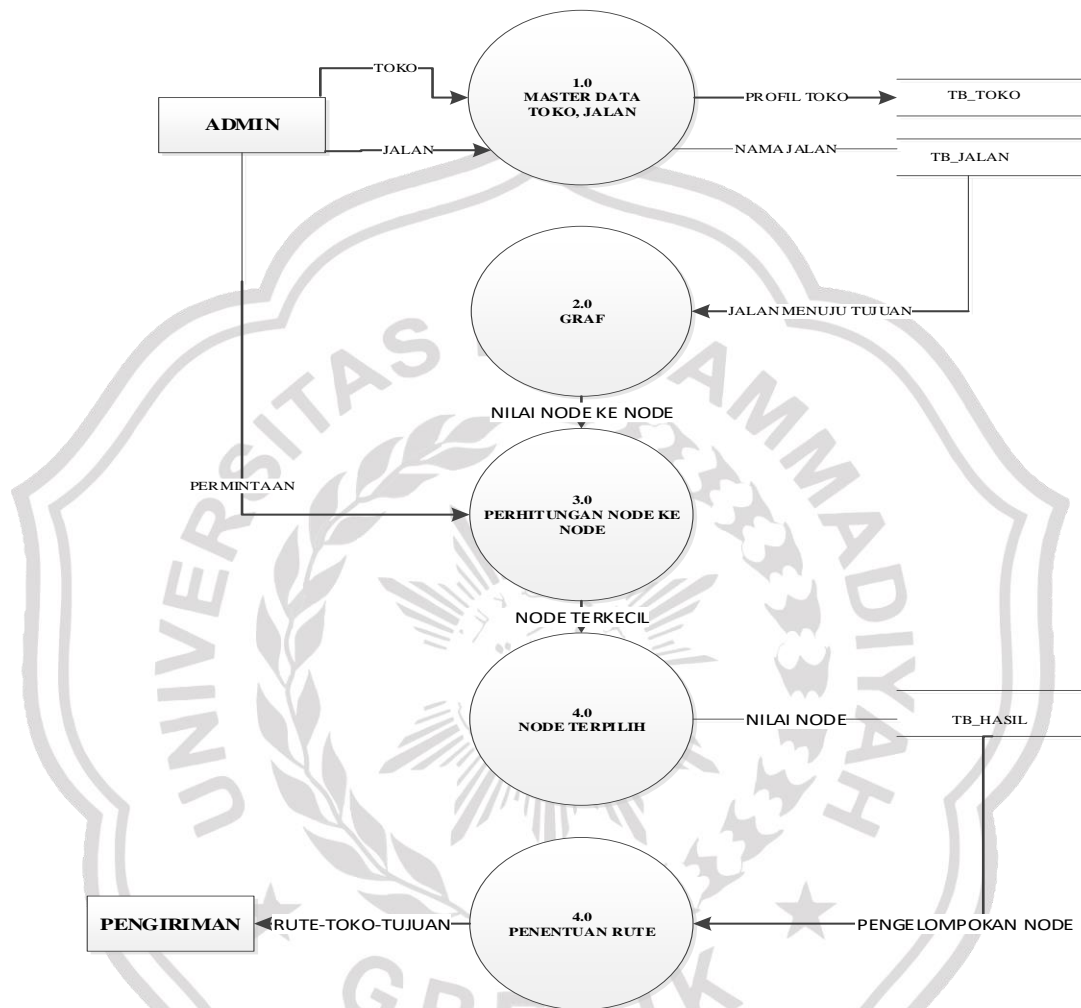 TOKO
1.0
MASTER DATA
TOKO, JALAN
PROFIL TOKO
TB_TOKO
ADMIN
JALAN
NAMA JALAN
TB_JALAN
2.0
GRAF
JALAN MENUJU TUJUAN
NILAI NODE KE NODE
PERMINTAAN
3.0
PERHITUNGAN NODE KE
NODE
NODE TERKECIL
4.0
NODE TERPILIH
NILAI NODE
TB_HASIL
4.0
PENENTUAN RUTE
PENGIRIMAN
RUTE-TOKO-TUJUAN
PENGELOMPOKAN NODE
UNIVERSITAS